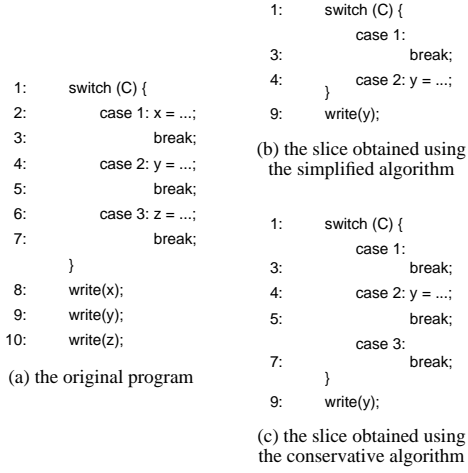 1: switch (C) {
2: case 1: x = ...;
3: break;
4: case 2: y = ...;
5: break;
6: case 3: z = ...;
7: break;
}
8: write(x);
9: write(y);
10: write(z);
(a) the original program
1: switch (C) {
case 1:
3: break;
4: case 2: y = ...;
}
9: write(y);
(b) the slice obtained using
the simplified algorithm
1: switch (C) {
case 1:
3: break;
4: case 2: y = ...;
5: break;
case 3:
7: break;
}
9: write(y);
(c) the slice obtained using
the conservative algorithm